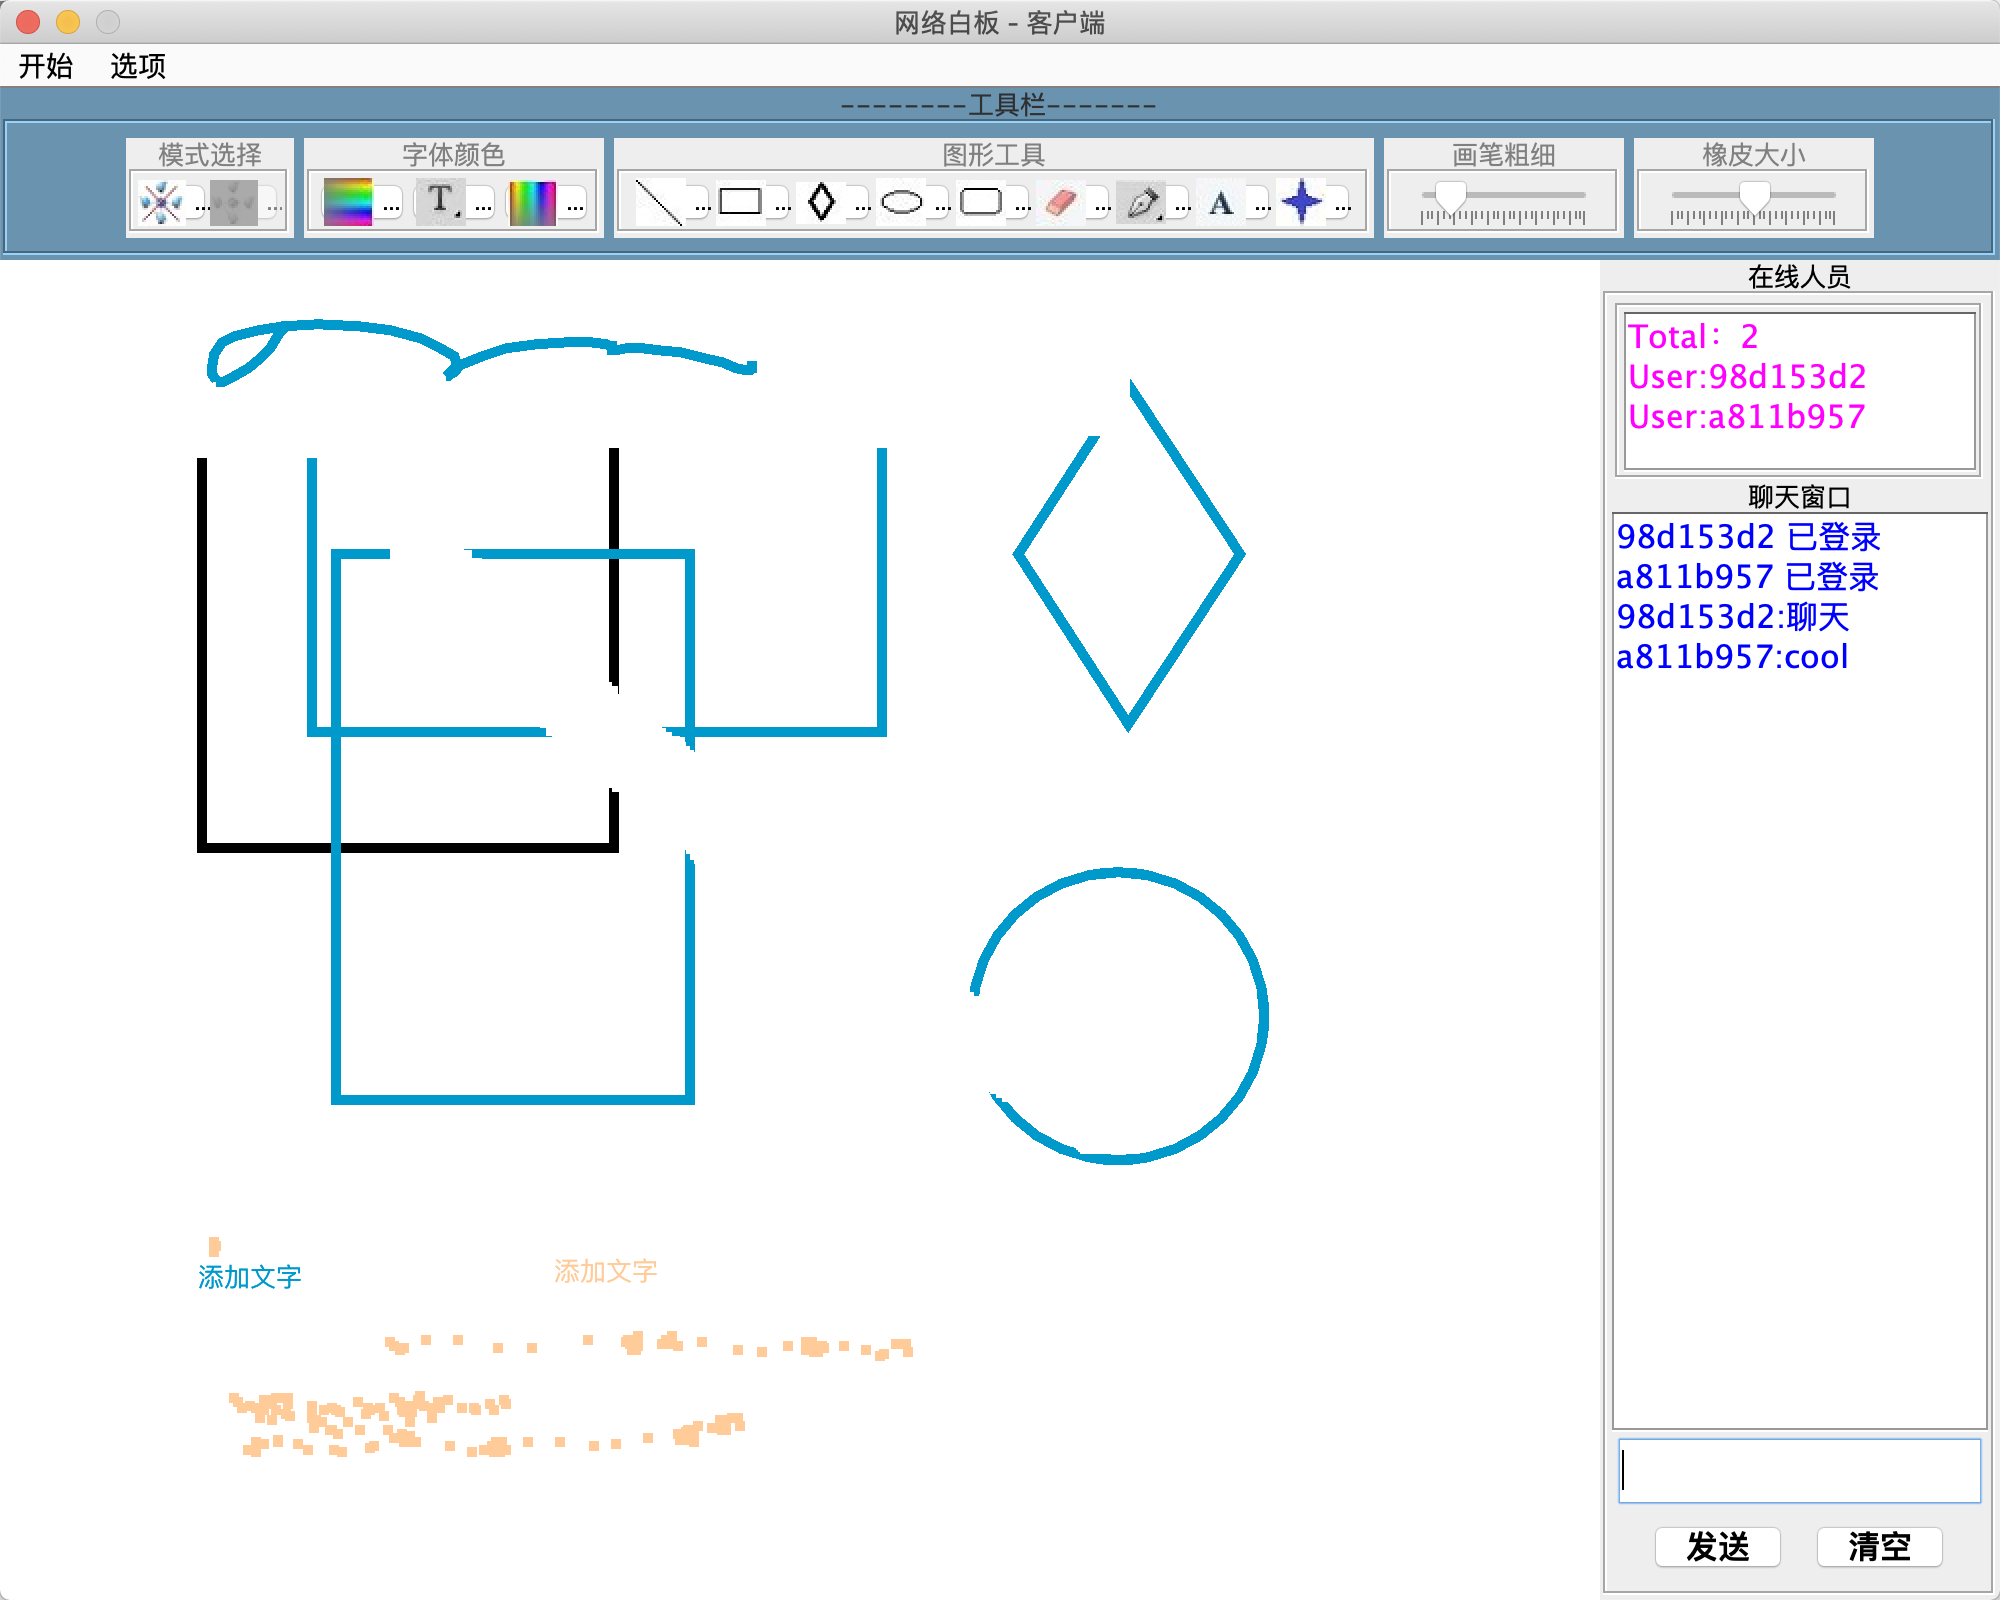 网络白板 - 客户端
开始 选项
--------工具栏-------
模式选择 字体颜色 图形工具 画笔粗细 橡皮大小
... ... ... T ... ... ... ... ... ... ... ... ... A ... ...
在线人员
Total: 2
User:98d153d2
User:a811b957
聊天窗口
98d153d2 已登录
a811b957 已登录
98d153d2:聊天
a811b957:cool
添加文字 添加文字
发送 清空